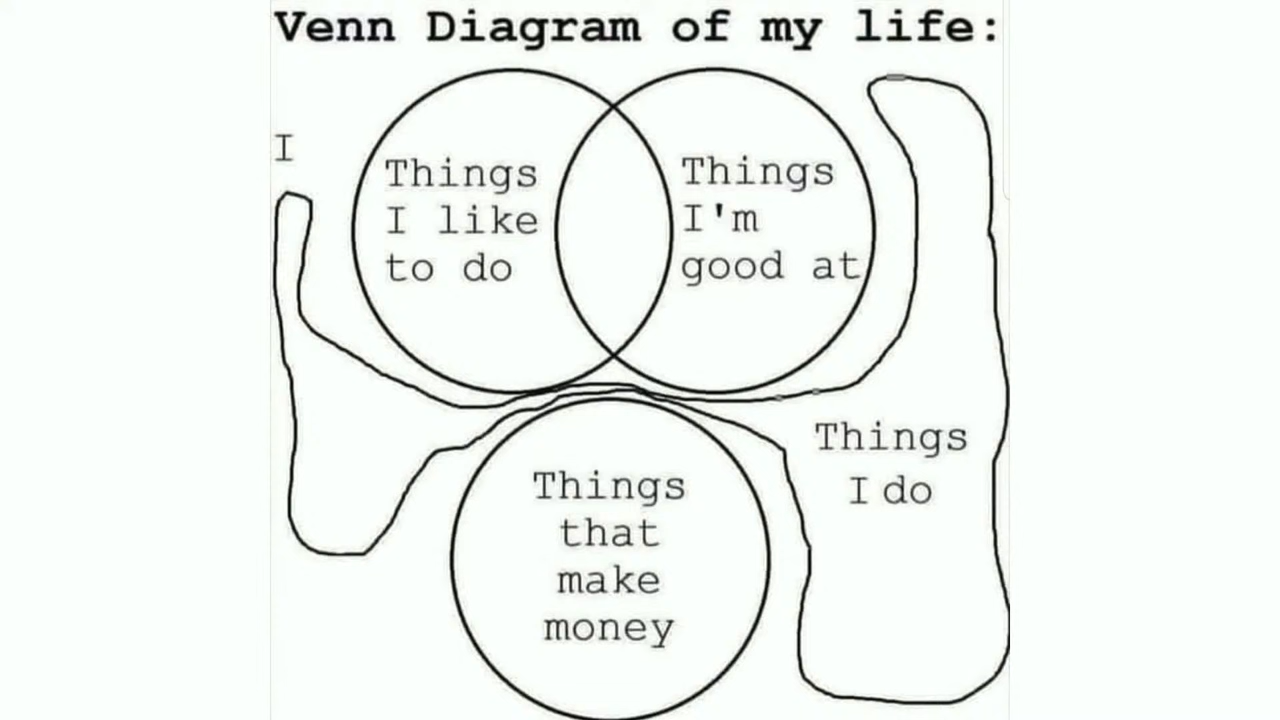 Venn Diagram of my life:
I
Things
I like
to do
Things
I'm
good at
Things
I do
Things
that
make
money